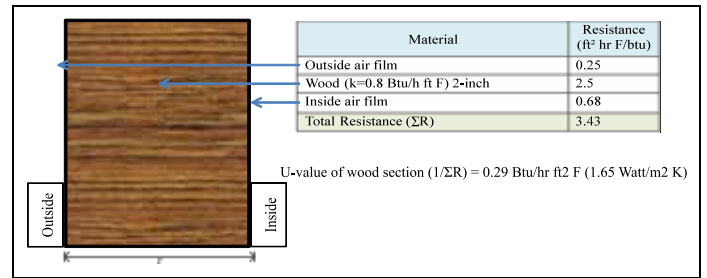 Material
Resistance
(ft² hr F/btu)
Outside air film 0.25
Wood (k=0.8 Btu/h ft F) 2-inch 2.5
Inside air film 0.68
Total Resistance (ΣR) 3.43
U-value of wood section (1/ΣR) = 0.29 Btu/hr ft2 F (1.65 Watt/m2 K)
Outside
Inside